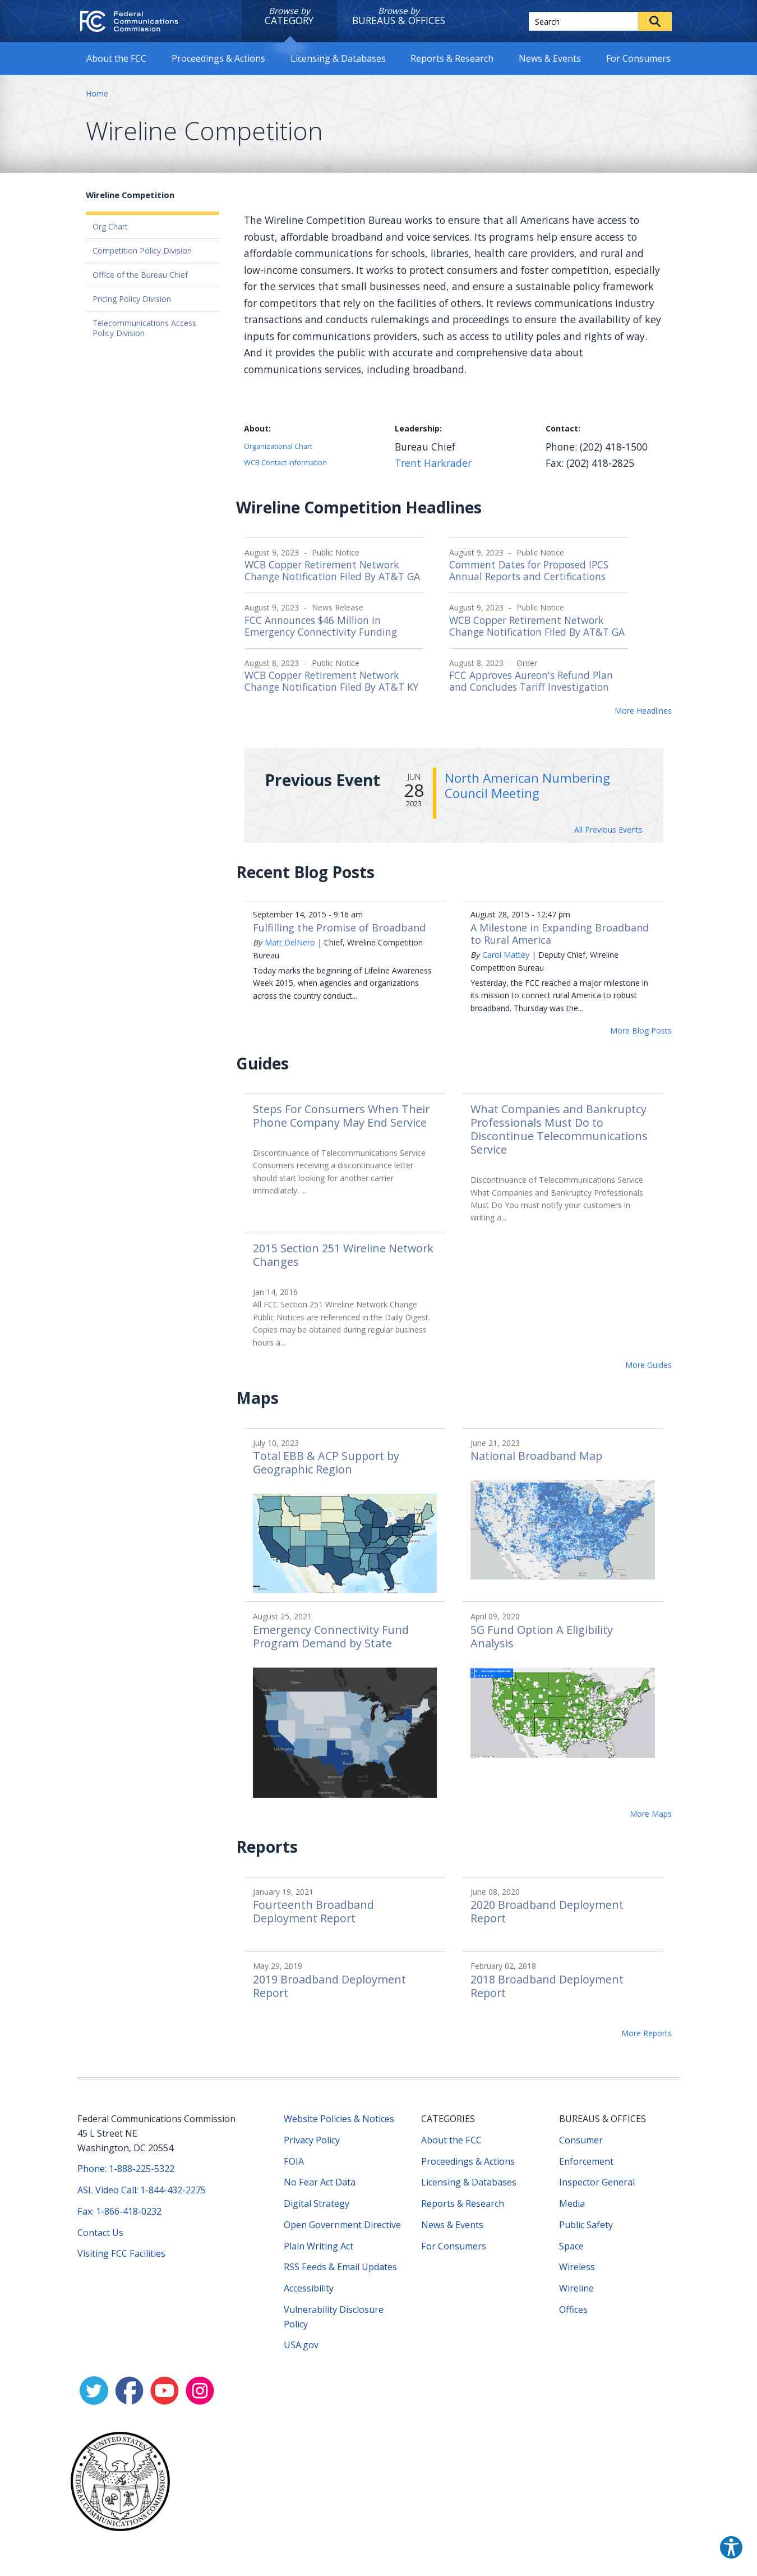 Federal
Communications
Commission
Browse by
CATEGORY
Browse by
BUREAUS & OFFICES
Search
About the FCC
Proceedings & Actions
Licensing & Databases
Reports & Research
News & Events
For Consumers
Home
Wireline Competition
Wireline Competition
Org Chart
Competition Policy Division
Office of the Bureau Chief
Pricing Policy Division
Telecommunications Access
Policy Division
The Wireline Competition Bureau works to ensure that all Americans have access to
robust, affordable broadband and voice services. Its programs help ensure access to
affordable communications for schools, libraries, health care providers, and rural and
low-income consumers. It works to protect consumers and foster competition, especially
for the services that small businesses need, and ensure a sustainable policy framework
for competitors that rely on the facilities of others. It reviews communications industry
transactions and conducts rulemakings and proceedings to ensure the availability of key
inputs for communications providers, such as access to utility poles and rights of way.
And it provides the public with accurate and comprehensive data about
communications services, including broadband.
About:
Organizational Chart
WCB Contact Information
Leadership:
Bureau Chief
Trent Harkrader
Contact:
Phone: (202) 418-1500
Fax: (202) 418-2825
Wireline Competition Headlines
August 9, 2023 - Public Notice
WCB Copper Retirement Network
Change Notification Filed By AT&T GA
August 9, 2023 - Public Notice
Comment Dates for Proposed IPCS
Annual Reports and Certifications
August 9, 2023 - News Release
FCC Announces $46 Million in
Emergency Connectivity Funding
August 9, 2023 - Public Notice
WCB Copper Retirement Network
Change Notification Filed By AT&T GA
August 8, 2023 - Public Notice
WCB Copper Retirement Network
Change Notification Filed By AT&T KY
August 8, 2023 - Order
FCC Approves Aureon's Refund Plan
and Concludes Tariff Investigation
More Headlines
Previous Event
JUN
28
2023
North American Numbering
Council Meeting
All Previous Events
Recent Blog Posts
September 14, 2015 - 9:16 am
Fulfilling the Promise of Broadband
By Matt DelNero | Chief, Wireline Competition
Bureau
Today marks the beginning of Lifeline Awareness
Week 2015, when agencies and organizations
across the country conduct...
August 28, 2015 - 12:47 pm
A Milestone in Expanding Broadband
to Rural America
By Carol Mattey | Deputy Chief, Wireline
Competition Bureau
Yesterday, the FCC reached a major milestone in
its mission to connect rural America to robust
broadband. Thursday was the...
More Blog Posts
Guides
Steps For Consumers When Their
Phone Company May End Service
Discontinuance of Telecommunications Service
Consumers receiving a discontinuance letter
should start looking for another carrier
immediately. ...
What Companies and Bankruptcy
Professionals Must Do to
Discontinue Telecommunications
Service
Discontinuance of Telecommunications Service
What Companies and Bankruptcy Professionals
Must Do You must notify your customers in
writing a...
2015 Section 251 Wireline Network
Changes
Jan 14, 2016
All FCC Section 251 Wireline Network Change
Public Notices are referenced in the Daily Digest.
Copies may be obtained during regular business
hours a...
More Guides
Maps
July 10, 2023
Total EBB & ACP Support by
Geographic Region
June 21, 2023
National Broadband Map
August 25, 2021
Emergency Connectivity Fund
Program Demand by State
April 09, 2020
5G Fund Option A Eligibility
Analysis
More Maps
Reports
January 19, 2021
Fourteenth Broadband
Deployment Report
June 08, 2020
2020 Broadband Deployment
Report
May 29, 2019
2019 Broadband Deployment
Report
February 02, 2018
2018 Broadband Deployment
Report
More Reports
Federal Communications Commission
45 L Street NE
Washington, DC 20554
Phone: 1-888-225-5322
ASL Video Call: 1-844-432-2275
Fax: 1-866-418-0232
Contact Us
Visiting FCC Facilities
Website Policies & Notices
Privacy Policy
FOIA
No Fear Act Data
Digital Strategy
Open Government Directive
Plain Writing Act
RSS Feeds & Email Updates
Accessibility
Vulnerability Disclosure
Policy
USA.gov
CATEGORIES
About the FCC
Proceedings & Actions
Licensing & Databases
Reports & Research
News & Events
For Consumers
BUREAUS & OFFICES
Consumer
Enforcement
Inspector General
Media
Public Safety
Space
Wireless
Wireline
Offices
UNITED STATES
FEDERAL COMMUNICATIONS COMMISSION